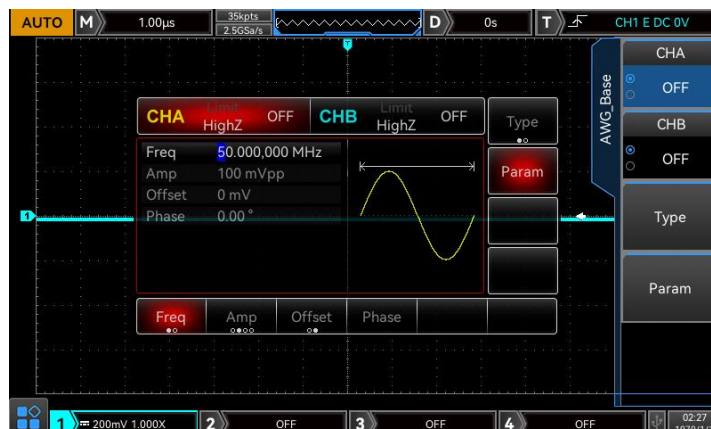 AUTO M 1.00μs 35kpts D 0s T CH1 E DC 0V
2.5GSa/s
T
CHA
OFF
AWG_Base
CHB
OFF
Type
Param
CHA Limit OFF CHB Limit OFF
HighZ HighZ
Type
Param
Freq 50.000,000 MHz
Amp 100 mVpp
Offset 0 mV
Phase 0.00 °
1
Freq Amp Offset Phase
1 200mV 1.000X 2 OFF 3 OFF 4 OFF 02:27